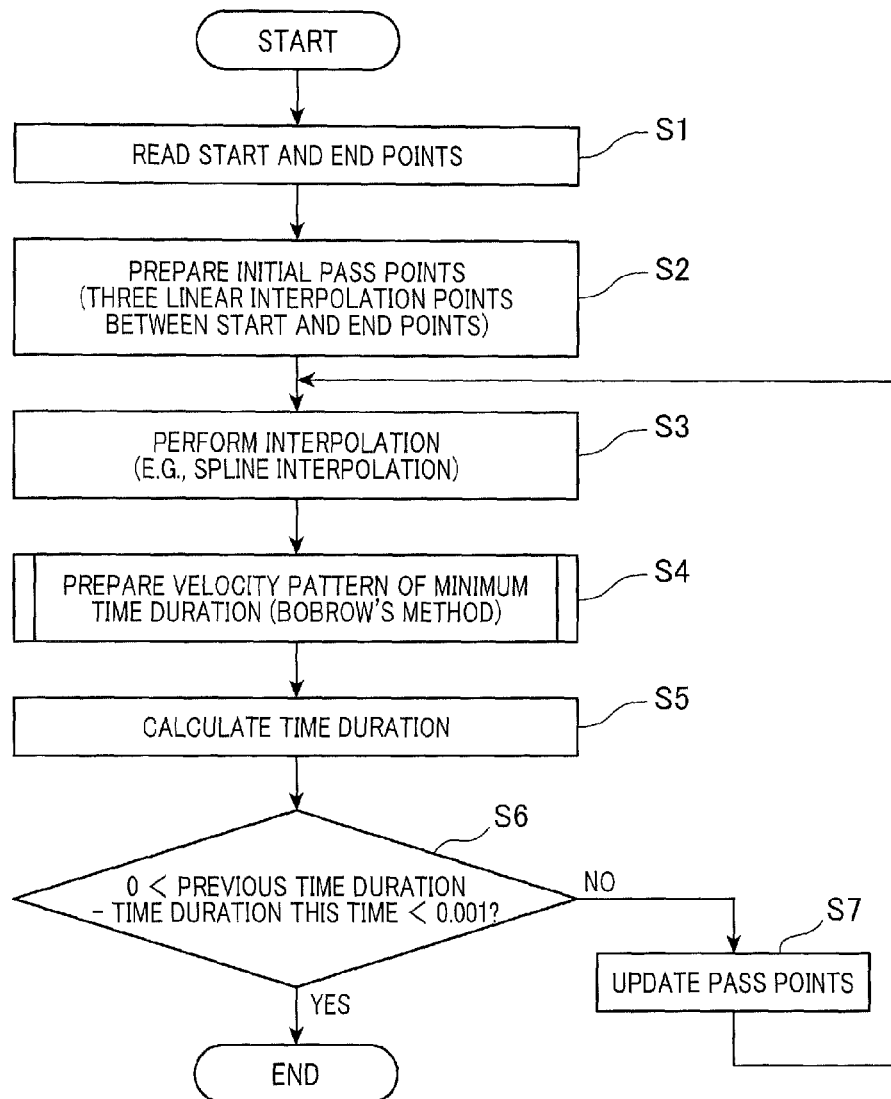 START
S1
READ START AND END POINTS
S2
PREPARE INITIAL PASS POINTS
(THREE LINEAR INTERPOLATION POINTS
BETWEEN START AND END POINTS)
S3
PERFORM INTERPOLATION
(E.G., SPLINE INTERPOLATION)
S4
PREPARE VELOCITY PATTERN OF MINIMUM
TIME DURATION (BOBROW'S METHOD)
S5
CALCULATE TIME DURATION
S6
0 < PREVIOUS TIME DURATION
- TIME DURATION THIS TIME < 0.001?
NO
S7
UPDATE PASS POINTS
YES
END